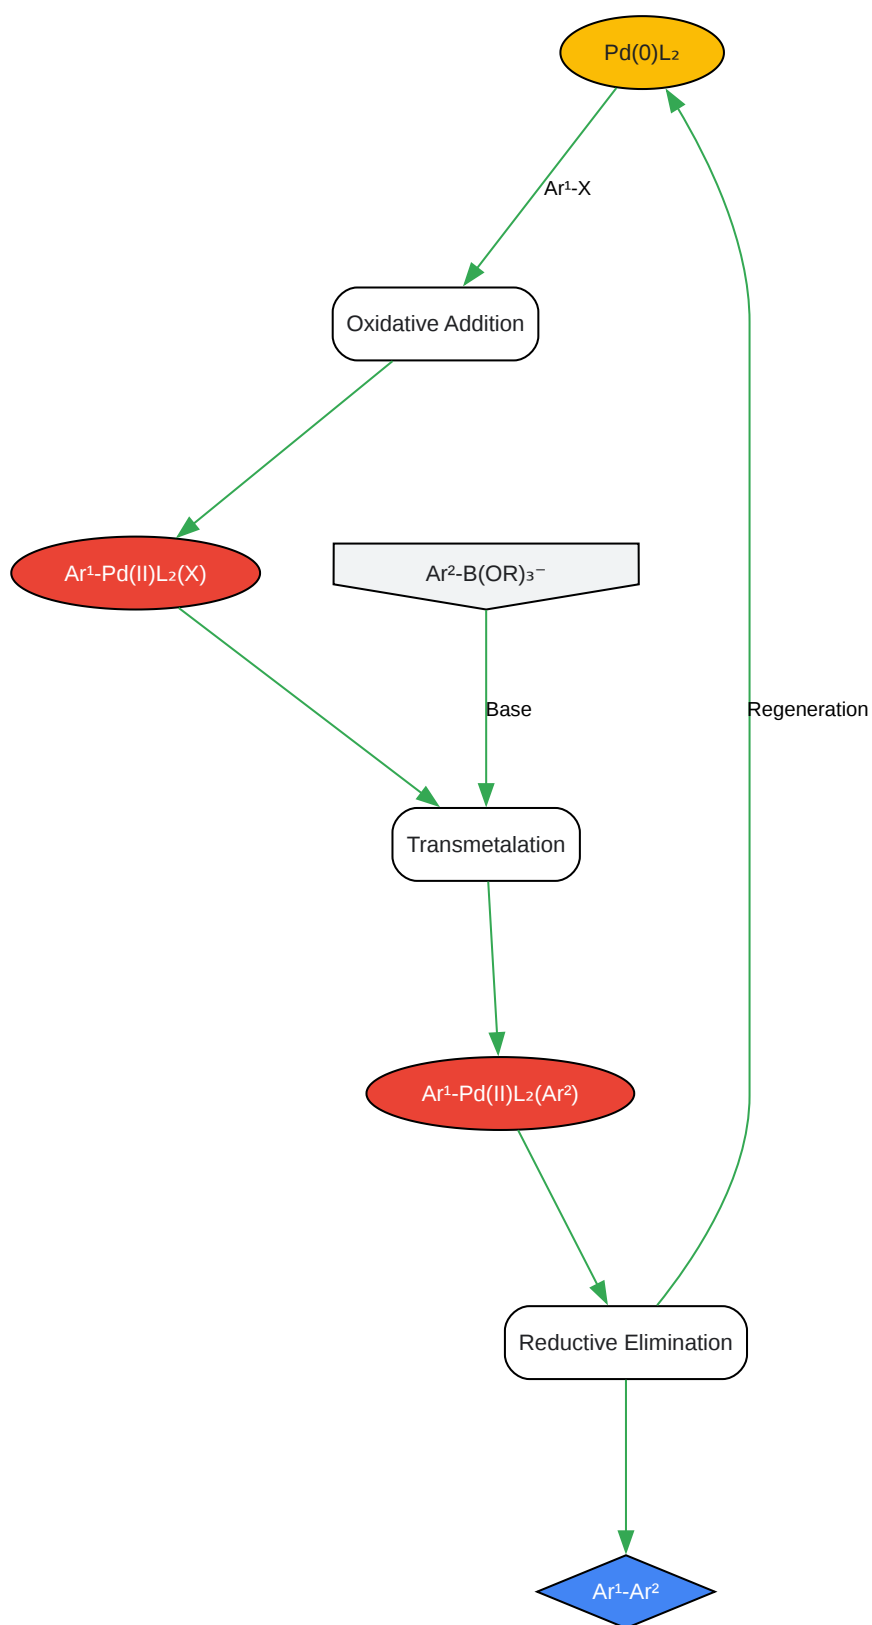 Pd(0)L₂
Ar¹-X
Oxidative Addition
Ar¹-Pd(II)L₂(X)
Ar²-B(OR)₃⁻
Base
Regeneration
Transmetalation
Ar¹-Pd(II)L₂(Ar²)
Reductive Elimination
Ar¹-Ar²